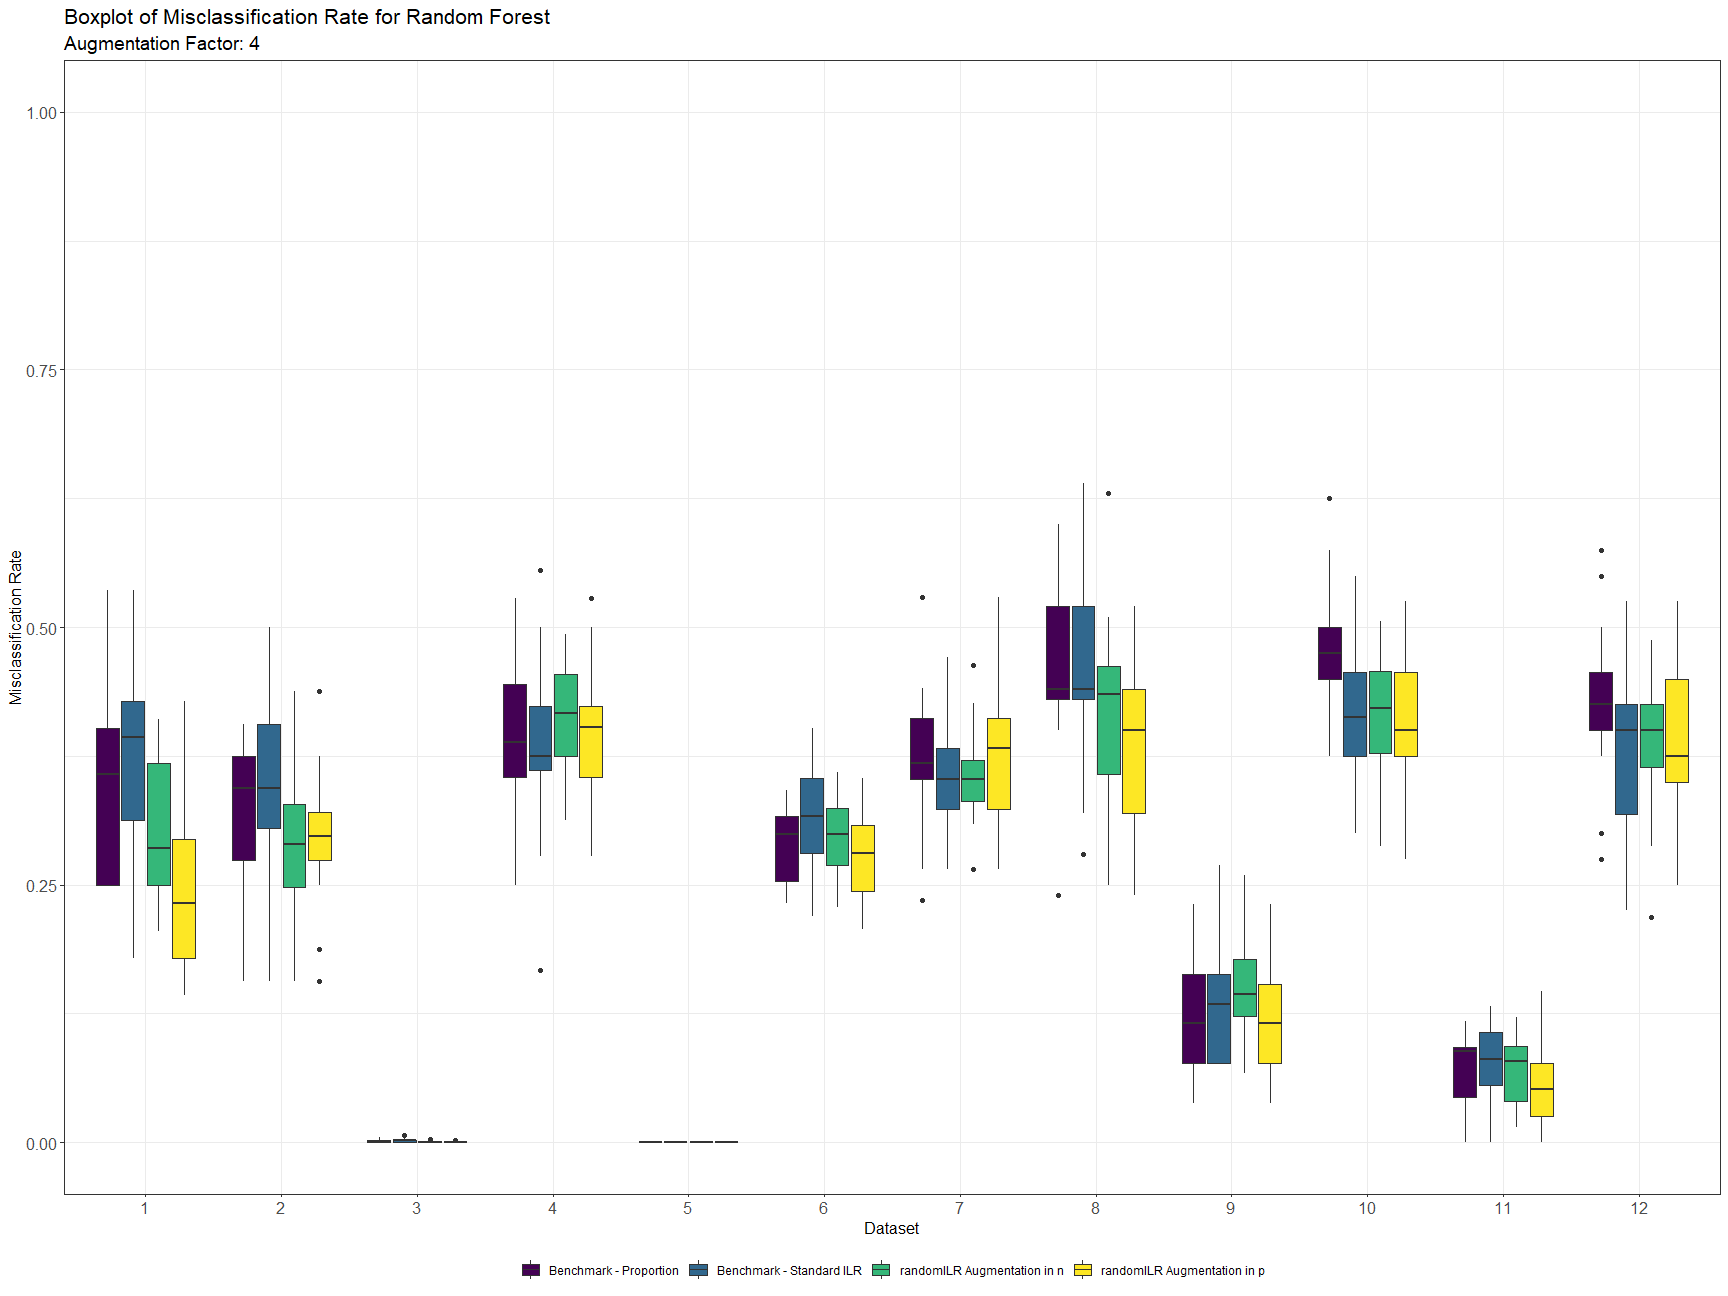 Boxplot of Misclassification Rate for Random Forest
Augmentation Factor: 4
1.00
0.75
0.50
0.25
0.00
Misclassification Rate
1 2 3 4 5 6 7 8 9 10 11 12
Dataset
Benchmark - Proportion Benchmark - Standard ILR randomILR Augmentation in n randomILR Augmentation in p